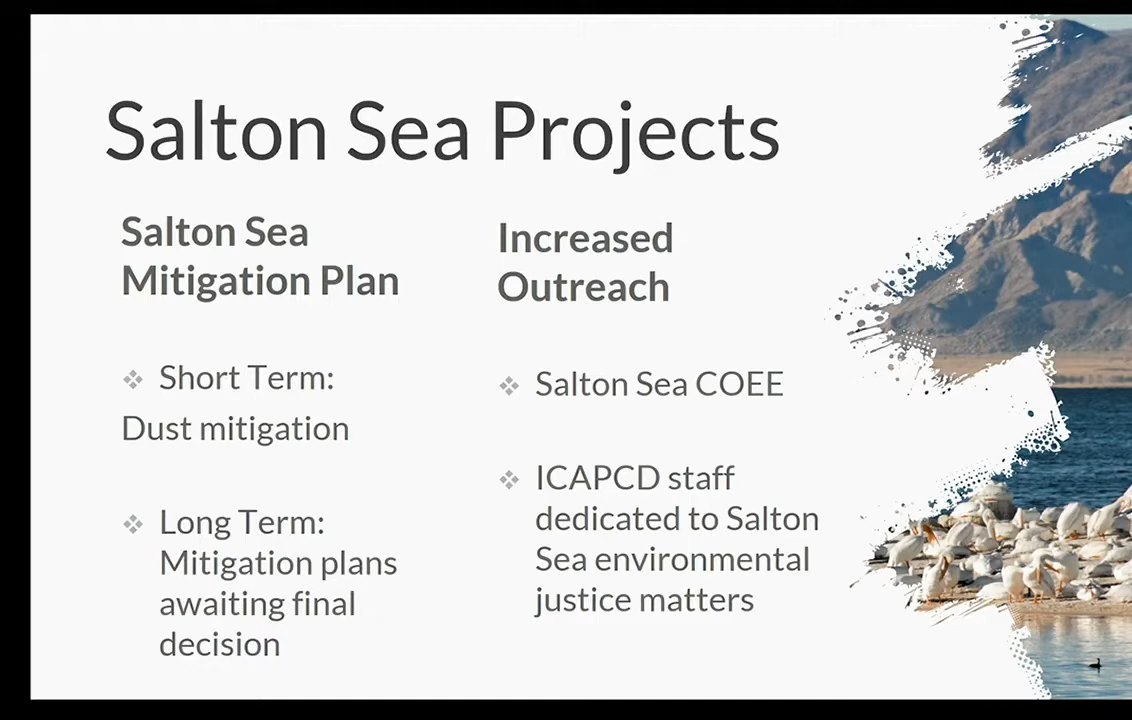 Salton Sea Projects
Salton Sea
Mitigation Plan
Short Term:
Dust mitigation
Long Term:
Mitigation plans
awaiting final
decision
Increased
Outreach
Salton Sea COEE
ICAPCD staff
dedicated to Salton
Sea environmental
justice matters